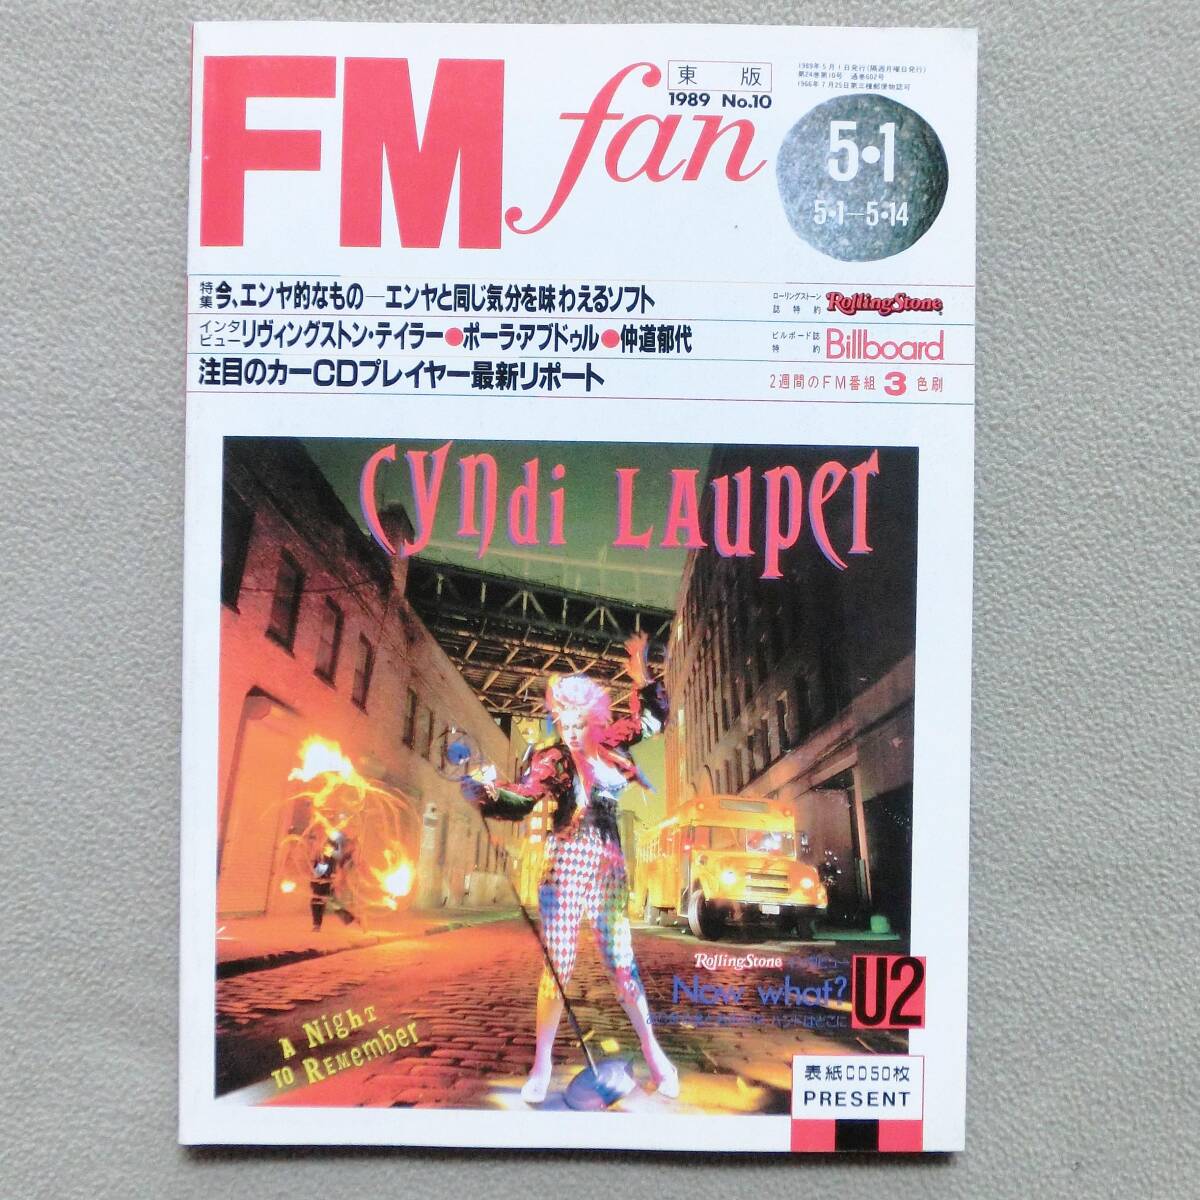 FM fan
東 版
1989 No.10
1989年5月1日発行(隔週月曜日発行)
第24巻第10号 通巻602号
1966年7月25日第三種郵便物認可
5・1
5・1—5・14
特集 今、エンヤ的なもの—エンヤと同じ気分を味わえるソフト
ローリングストーン誌特約 RollingStone
インタビュー リヴィングストン・テイラー●ポーラ・アブドゥル●仲道郁代
ビルボード誌特約 Billboard
注目のカーCDプレイヤー最新リポート
2週間のFM番組 3 色刷
Cyndi Lauper
RollingStone
Now what? U2
A Night
to Remember
表紙CD50枚
PRESENT